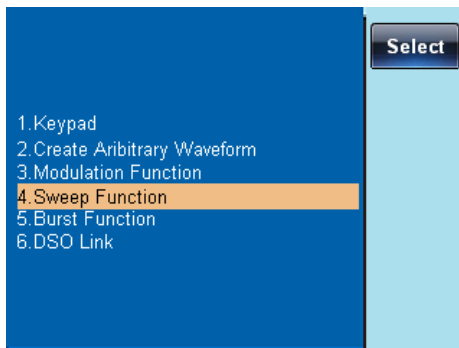 Select
1.Keypad
2.Create Aribitrary Waveform
3.Modulation Function
4.Sweep Function
5.Burst Function
6.DSO Link